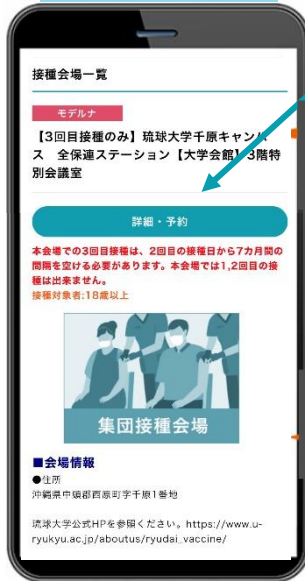 接種会場一覧
モデルナ
【3回目接種のみ】琉球大学千原キャンパ
ス　全保連ステーション【大学会館】3階特
別会議室
詳細・予約
本会場での3回目接種は、2回目の接種日から7カ月間の
間隔を空ける必要があります。本会場では1,2回目の接
種は出来ません。
接種対象者:18歳以上
集団接種会場
■会場情報
●住所
沖縄県中頭郡西原町字千原1番地
琉球大学公式HPを参照ください。https://www.u-
ryukyu.ac.jp/aboutus/ryudai_vaccine/